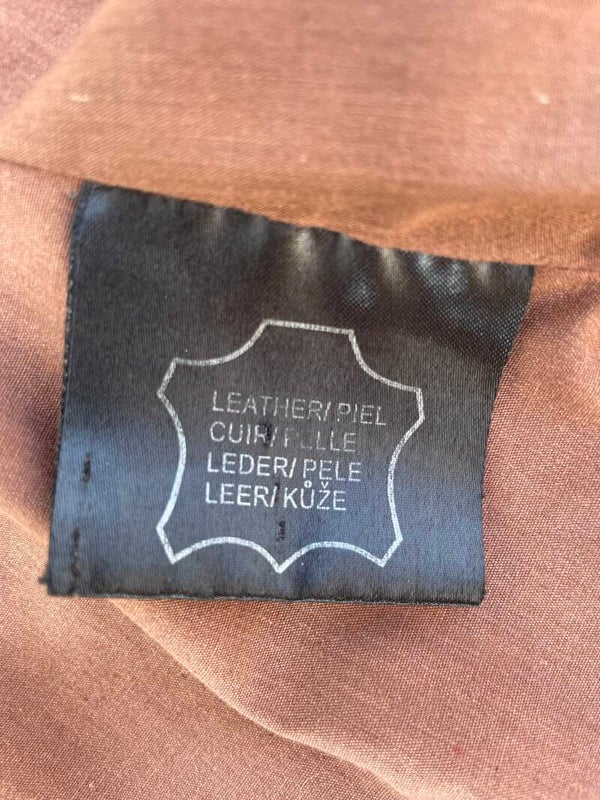 LEATHER/ PIEL
CUIR/ PELLE
LEDER/ PELE
LEER/ KŮŽE